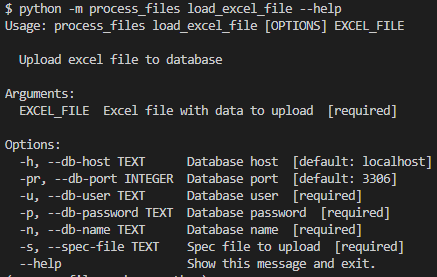 $ python -m process_files load_excel_file --help
Usage: process_files load_excel_file [OPTIONS] EXCEL_FILE
Upload excel file to database
Arguments:
EXCEL_FILE  Excel file with data to upload  [required]
Options:
-h, --db-host TEXT      Database host  [default: localhost]
-pr, --db-port INTEGER  Database port  [default: 3306]
-u, --db-user TEXT      Database user  [required]
-p, --db-password TEXT  Database password  [required]
-n, --db-name TEXT      Database name  [required]
-s, --spec-file TEXT    Spec file to upload  [required]
--help                  Show this message and exit.